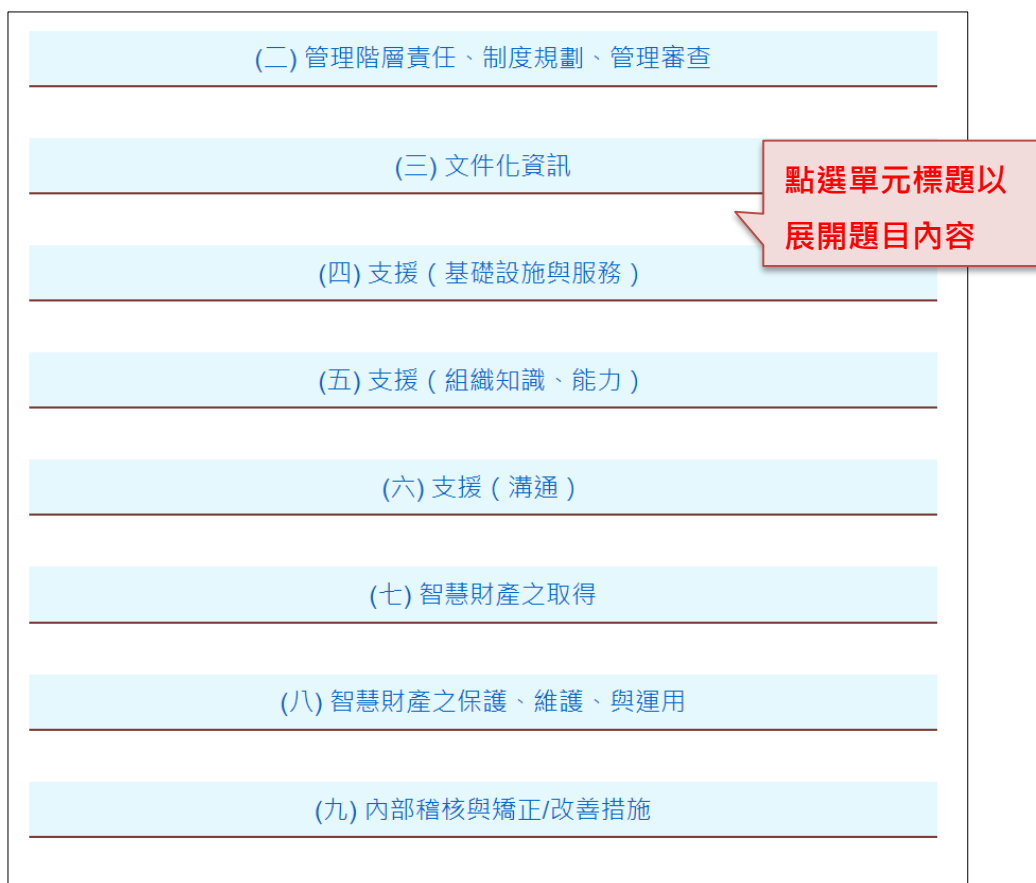 (二) 管理階層責任、制度規劃、管理審查
(三) 文件化資訊
點選單元標題以
展開題目內容
(四) 支援（基礎設施與服務）
(五) 支援（組織知識、能力）
(六) 支援（溝通）
(七) 智慧財產之取得
(八) 智慧財產之保護、維護、與運用
(九) 內部稽核與矯正/改善措施